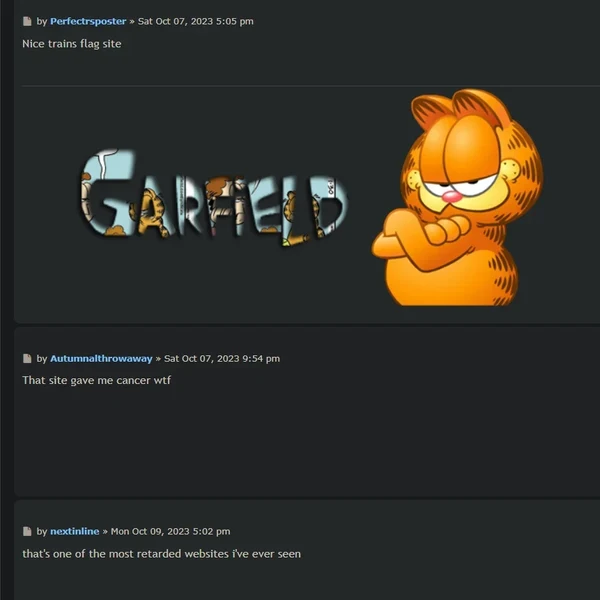 by Perfectrsposter » Sat Oct 07, 2023 5:05 pm
Nice trains flag site
GARFIELD
by Autumnalthrowaway » Sat Oct 07, 2023 9:54 pm
That site gave me cancer wtf
by nextinline » Mon Oct 09, 2023 5:02 pm
that's one of the most retarded websites i've ever seen